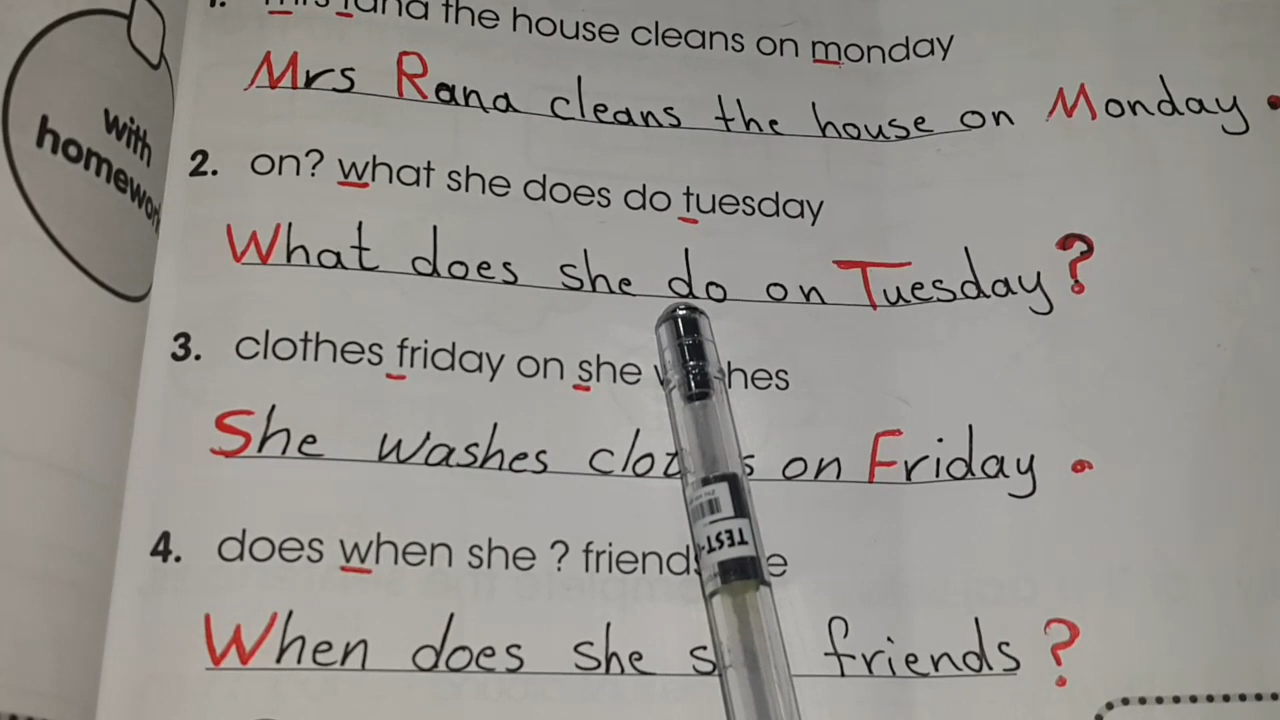 the house cleans on monday
Mrs Rana cleans the house on Monday.
with
homework
2. on? what she does do tuesday
What does she do on Tuesday?
3. clothes friday on she
She washes on Friday.
4. does when she ? friends
When does she friends?
TEST